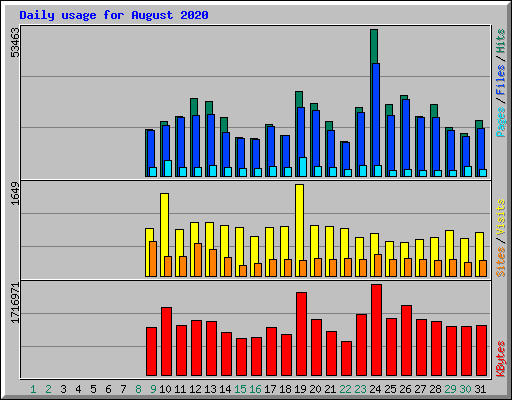 Daily usage for August 2020
53463
1649
1716971
Pages / Files / Hits
Sites / Visits
KBytes
1 2 3 4 5 6 7 8 9 10 11 12 13 14 15 16 17 18 19 20 21 22 23 24 25 26 27 28 29 30 31